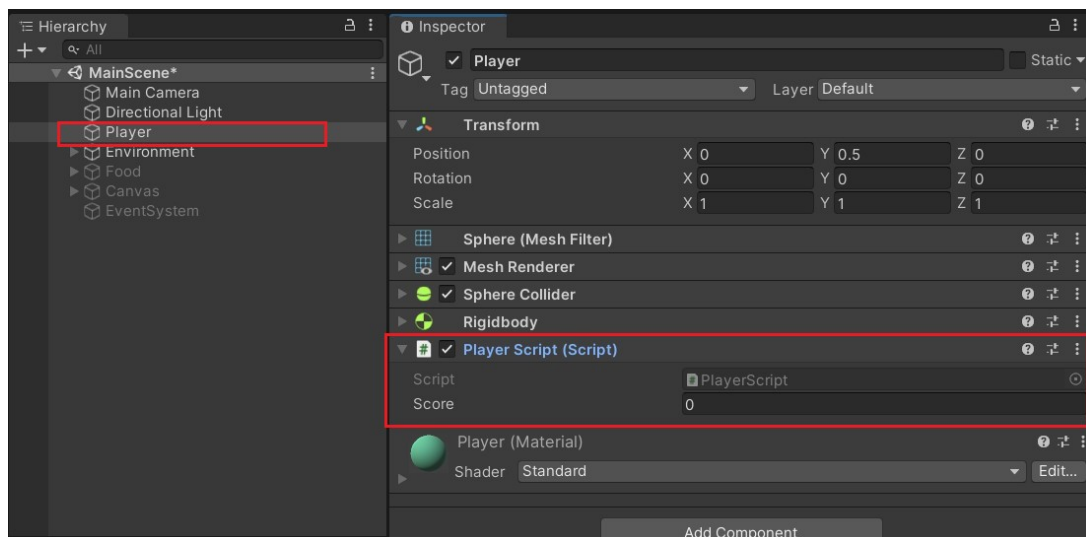 Hierarchy
All
MainScene*
Main Camera
Directional Light
Player
Environment
Food
Canvas
EventSystem
Inspector
Player
Static
Tag Untagged Layer Default
Transform
Position X 0 Y 0.5 Z 0
Rotation X 0 Y 0 Z 0
Scale X 1 Y 1 Z 1
Sphere (Mesh Filter)
Mesh Renderer
Sphere Collider
Rigidbody
# Player Script (Script)
Script # PlayerScript
Score 0
Player (Material)
Shader Standard Edit...
Add Component